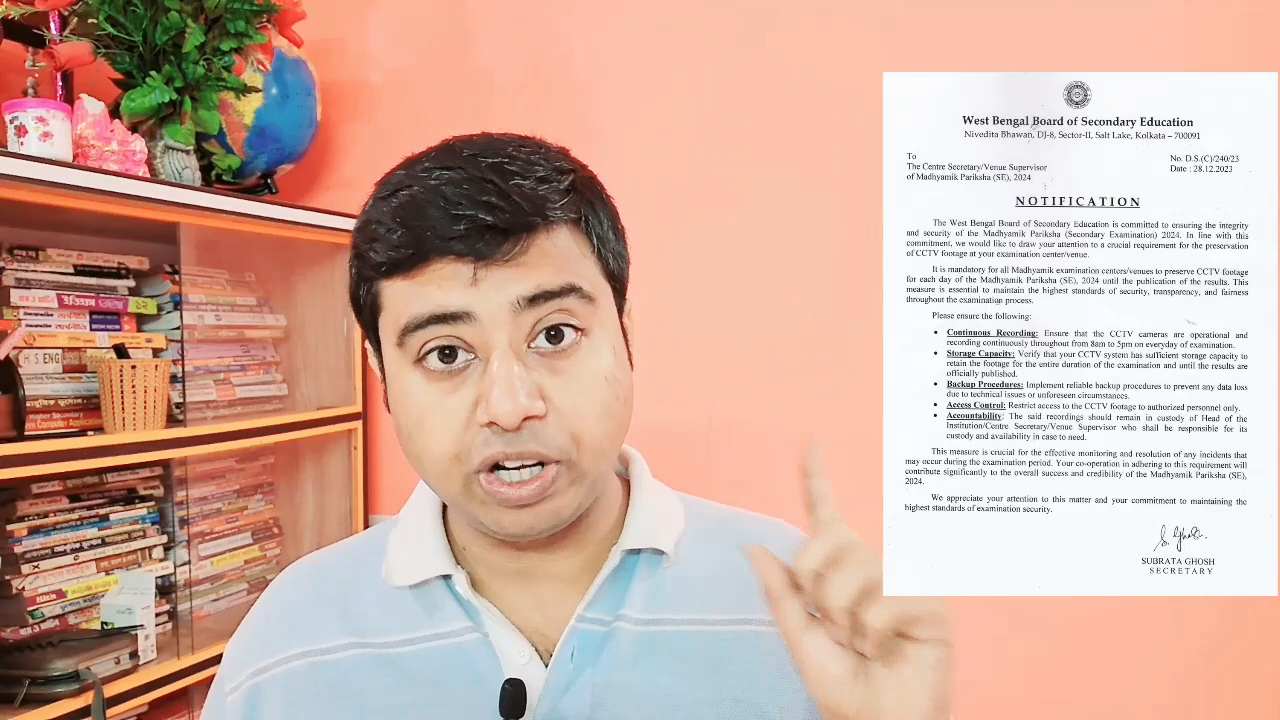 West Bengal Board of Secondary Education
Nivedita Bhawan, DJ-8, Sector-II, Salt Lake, Kolkata – 700091
To
The Centre Secretary/Venue Supervisor
of Madhyamik Pariksha (SE), 2024
No. D.S.(C)/240/23
Date : 28.12.2023
NOTIFICATION
The West Bengal Board of Secondary Education is committed to ensuring the integrity
and security of the Madhyamik Pariksha (Secondary Examination) 2024. In line with this
commitment, we would like to draw your attention to a crucial requirement for the preservation
of CCTV footage at your examination center/venue.
It is mandatory for all Madhyamik examination centers/venues to preserve CCTV footage
for each day of the Madhyamik Pariksha (SE), 2024 until the publication of the results. This
measure is essential to maintain the highest standards of security, transparency, and fairness
throughout the examination process.
Please ensure the following:
• Continuous Recording: Ensure that the CCTV cameras are operational and
recording continuously throughout from 8am to 5pm on everyday of examination.
• Storage Capacity: Verify that your CCTV system has sufficient storage capacity to
retain the footage for the entire duration of the examination and until the results are
officially published.
• Backup Procedures: Implement reliable backup procedures to prevent any data loss
due to technical issues or unforeseen circumstances.
• Access Control: Restrict access to the CCTV footage to authorized personnel only.
• Accountability: The said recordings should remain in custody of Head of the
Institution/Centre Secretary/Venue Supervisor who shall be responsible for its
custody and availability in case to need.
This measure is crucial for the effective monitoring and resolution of any incidents that
may occur during the examination period. Your co-operation in adhering to this requirement will
contribute significantly to the overall success and credibility of the Madhyamik Pariksha (SE),
2024.
We appreciate your attention to this matter and your commitment to maintaining the
highest standards of examination security.
S. Ghosh.
SUBRATA GHOSH
SECRETARY
ইতিহাস
১২
H. S. ENG
Higher Secondary
Computer Applica